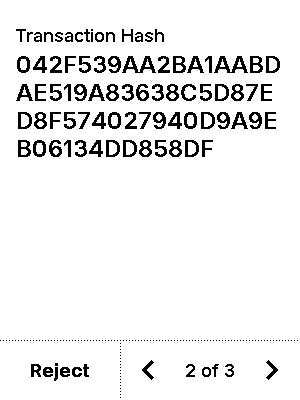 Transaction Hash
042F539AA2BA1AABD
AE519A83638C5D87E
D8F574027940D9A9E
B06134DD858DF
Reject
2 of 3